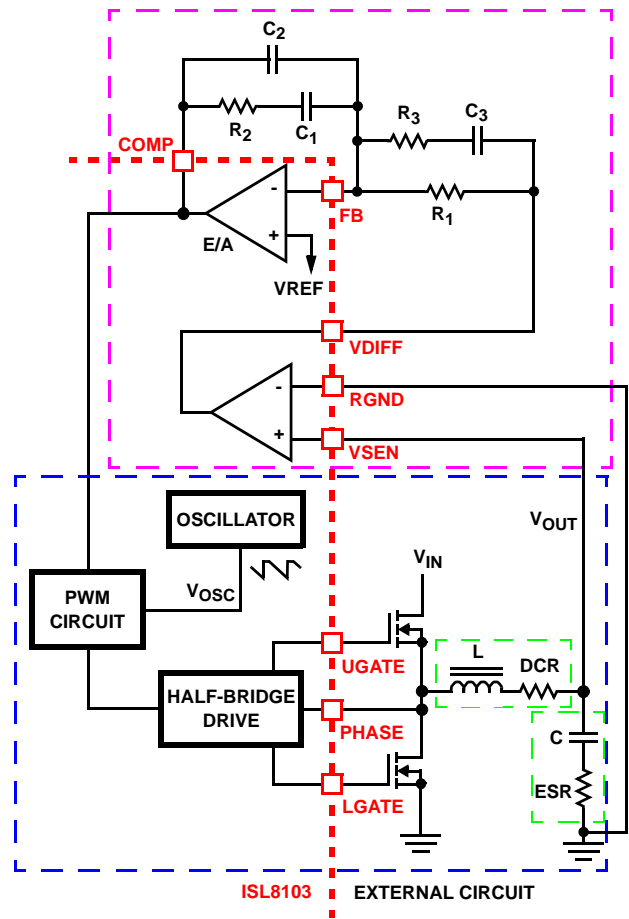 C2
R2
C1
R3
C3
COMP
-
+
E/A
FB
R1
VREF
VDIFF
-
RGND
+
VSEN
OSCILLATOR
VOUT
VIN
PWM
CIRCUIT
VOSC
L
DCR
UGATE
HALF-BRIDGE
DRIVE
PHASE
C
ESR
LGATE
ISL8103
EXTERNAL CIRCUIT